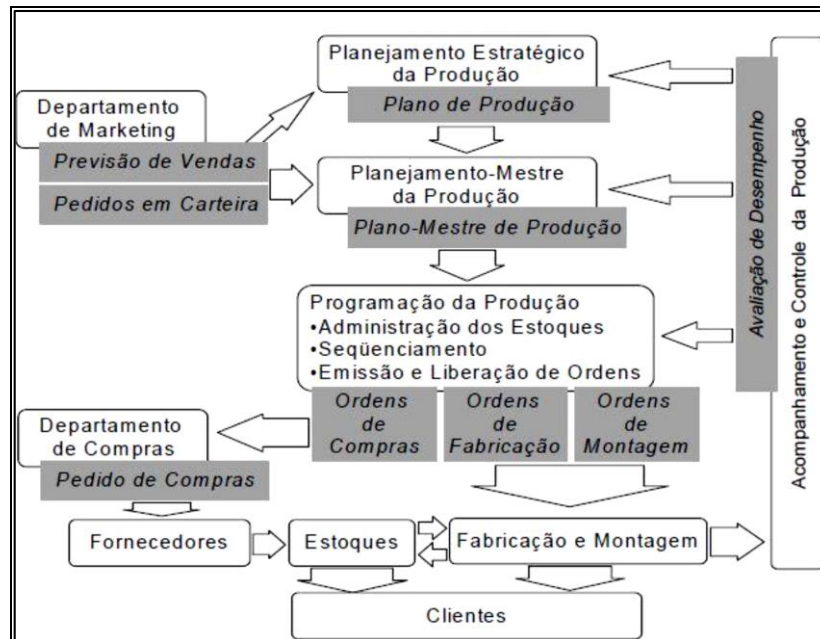 Planejamento Estratégico
da Produção
Plano de Produção
Departamento
de Marketing
Previsão de Vendas
Pedidos em Carteira
Planejamento-Mestre
da Produção
Plano-Mestre de Produção
Programação da Produção
•Administração dos Estoques
•Seqüenciamento
•Emissão e Liberação de Ordens
Ordens
de
Compras
Ordens
de
Fabricação
Ordens
de
Montagem
Departamento
de Compras
Pedido de Compras
Fornecedores
Estoques
Fabricação e Montagem
Clientes
Avaliação de Desempenho
Acompanhamento e Controle da Produção